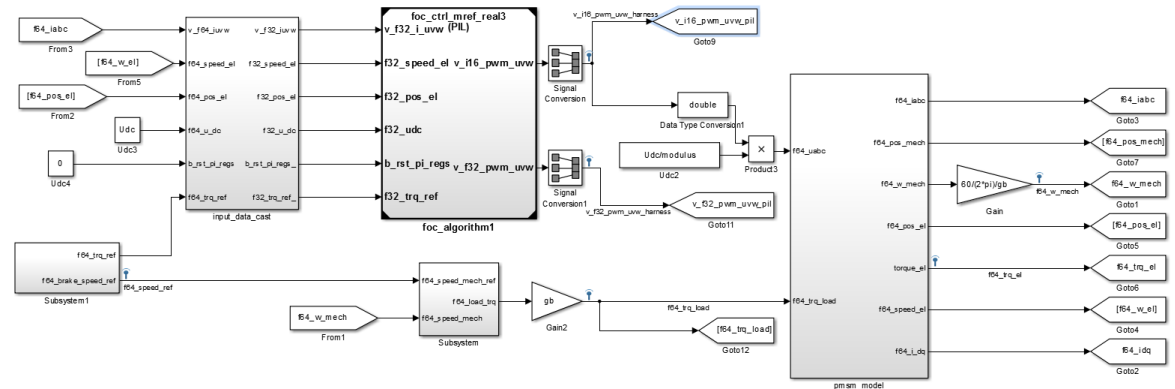 f64_iabc
From3
[f64_w_el]
From5
[f64_pos_el]
From2
Udc
Udc3
0
Udc4
v_f64_iuvw
v_f32_iuvw
f64_speed_el
f32_speed_el
f64_pos_el
f32_pos_el
f64_u_dc
f32_u_dc
b_rst_pi_regs
b_rst_pi_regs_
f64_trq_ref
f32_trq_ref_
input_data_cast
foc_ctrl_mref_real3
(PIL)
v_f32_i_uvw
f32_speed_el
v_i16_pwm_uvw
f32_pos_el
f32_udc
b_rst_pi_regs
v_f32_pwm_uvw
f32_trq_ref
foc_algorithm1
v_i16_pwm_uvw_harness
v_i16_pwm_uvw_pil
Goto9
Signal
Conversion
double
Data Type Conversion1
Udc/modulus
Udc2
×
Product3
Signal
Conversion1
v_f32_pwm_uvw_harness
v_f32_pwm_uvw_pil
Goto11
f64_trq_ref
f64_brake_speed_ref
Subsystem1
f64_speed_ref
f64_w_mech
From1
f64_speed_mech_ref
f64_load_trq
f64_speed_mech
Subsystem
gb
Gain2
f64_trq_load
[f64_trq_load]
Goto12
f64_uabc
f64_trq_load
f64_iabc
f64_pos_mech
f64_w_mech
f64_pos_el
torque_el
f64_speed_el
f64_i_dq
pmsm_model
60/(2*pi)/gb
Gain
f64_w_mech
f64_trq_el
f64_iabc
Goto3
[f64_pos_mech]
Goto7
f64_w_mech
Goto1
[f64_pos_el]
Goto5
f64_trq_el
Goto6
[f64_w_el]
Goto4
f64_idq
Goto2